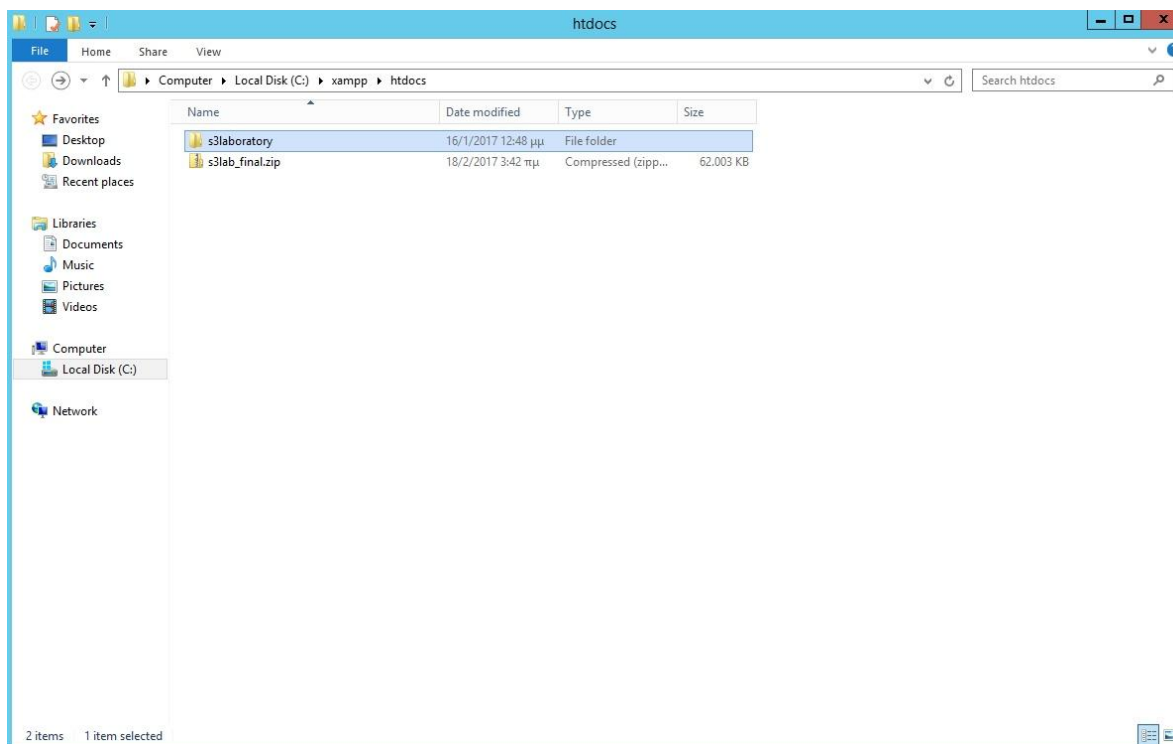 htdocs
File Home Share View
Computer Local Disk (C:) xampp htdocs Search htdocs
Name Date modified Type Size
s3laboratory 16/1/2017 12:48 μμ File folder
s3lab_final.zip 18/2/2017 3:42 πμ Compressed (zipp... 62.003 KB
Favorites
Desktop
Downloads
Recent places
Libraries
Documents
Music
Pictures
Videos
Computer
Local Disk (C:)
Network
2 items 1 item selected